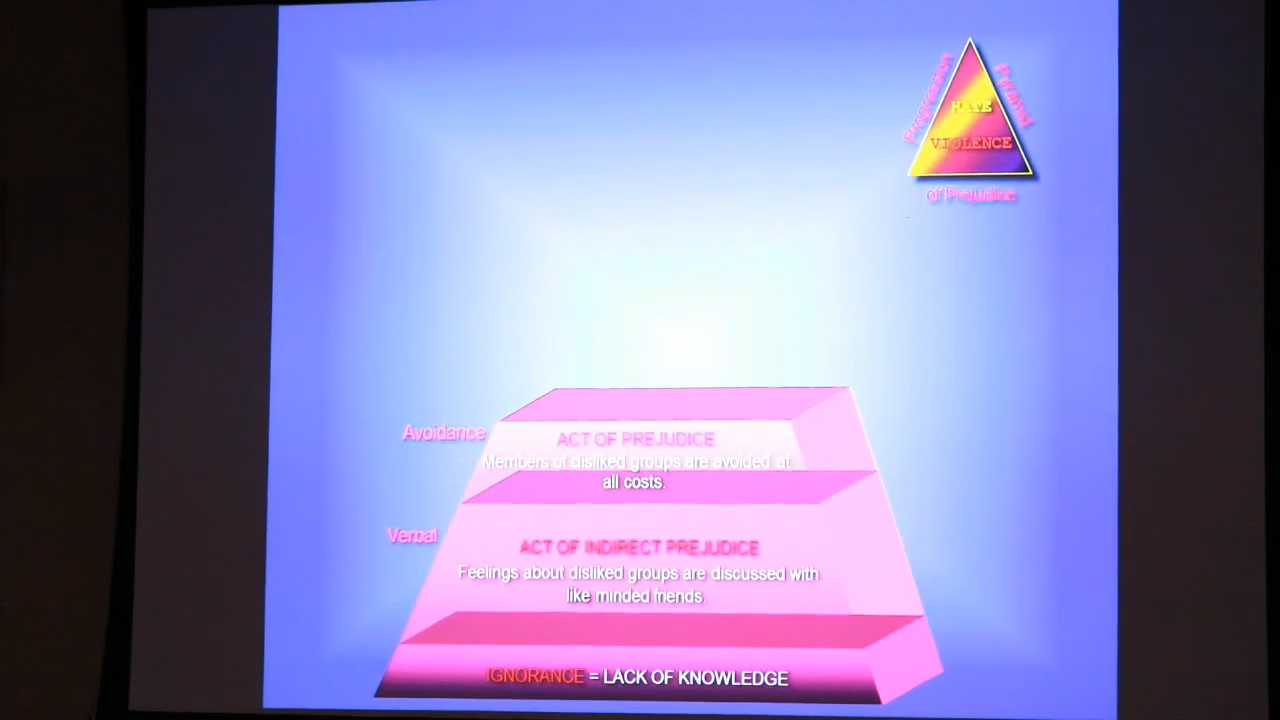 Progression
Pyramid
HATE
VIOLENCE
of Prejudice
Avoidance
ACT OF PREJUDICE
Members of disliked groups are avoided at
all costs.
Verbal
ACT OF INDIRECT PREJUDICE
Feelings about disliked groups are discussed with
like minded friends.
IGNORANCE = LACK OF KNOWLEDGE